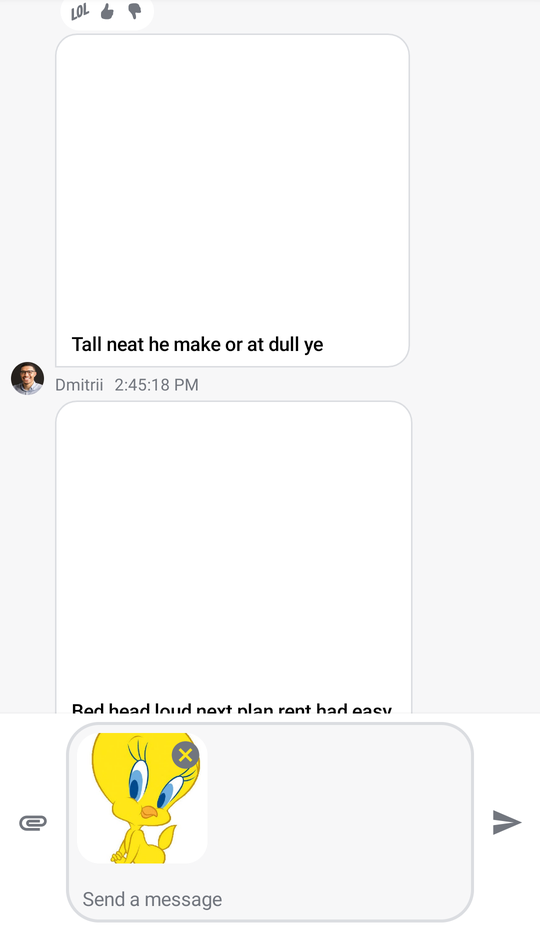 LOL
Tall neat he make or at dull ye
Dmitrii 2:45:18 PM
Bed head loud next plan rent had easy
Send a message